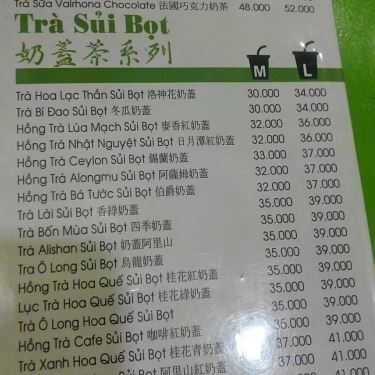 Trà Sữa Valrhona Chocolate 法國巧克力奶茶 48.000 52.000
Trà Sủi Bọt
奶蓋茶系列 M L
Trà Hoa Lạc Thần Sủi Bọt 洛神花奶蓋 30.000 34.000
Trà Bí Đao Sủi Bọt 冬瓜奶蓋 30.000 34.000
Hồng Trà Lúa Mạch Sủi Bọt 麥香紅奶蓋 32.000 36.000
Hồng Trà Nhật Nguyệt Sủi Bọt 日月潭紅奶蓋 32.000 36.000
Hồng Trà Ceylon Sủi Bọt 錫蘭奶蓋 33.000 37.000
Hồng Trà Alongmu Sủi Bọt 阿薩姆奶蓋 32.000 37.000
Hồng Trà Bá Tước Sủi Bọt 伯爵奶蓋 32.000 37.000
Trà Lài Sủi Bọt 香綠奶蓋 35.000 39.000
Trà Bốn Mùa Sủi Bọt 四季奶蓋 35.000 39.000
Trà Alishan Sủi Bọt 奶蓋阿里山 35.000 39.000
Trà Ô Long Sủi Bọt 烏龍奶蓋 35.000 39.000
Hồng Trà Hoa Quế Sủi Bọt 桂花紅奶蓋 35.000 39.000
Lục Trà Hoa Quế Sủi Bọt 桂花綠奶蓋 35.000 39.000
Trà Ô Long Hoa Quế Sủi Bọt 35.000 39.000
Hồng Trà Cafe Sủi Bọt 咖啡紅奶蓋 35.000 39.000
Trà Xanh Hoa Quế Sủi Bọt 桂花青奶蓋 37.000 41.000
Sủi Bọt 阿里山紅奶蓋 41.000